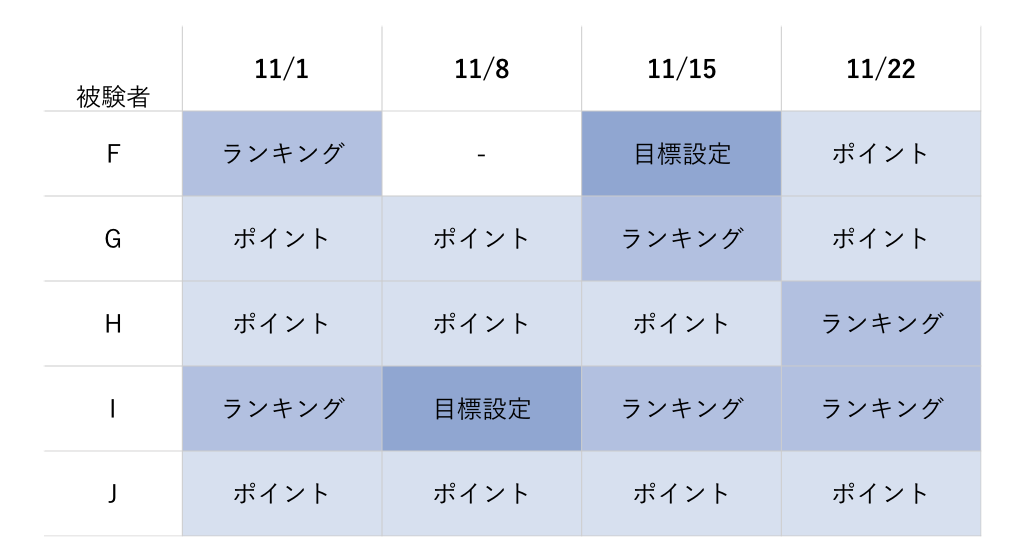 被験者 11/1 11/8 11/15 11/22
F ランキング - 目標設定 ポイント
G ポイント ポイント ランキング ポイント
H ポイント ポイント ポイント ランキング
I ランキング 目標設定 ランキング ランキング
J ポイント ポイント ポイント ポイント